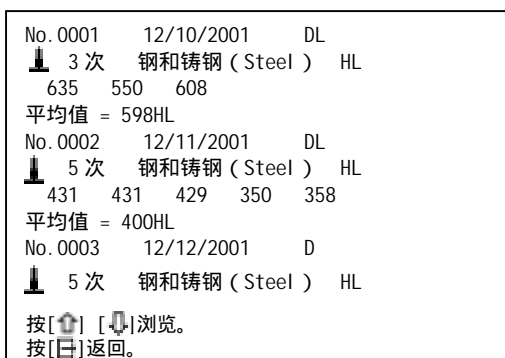 No.0001 12/10/2001 DL
3 次 钢和铸钢（Steel） HL
635 550 608
平均值 = 598HL
No.0002 12/11/2001 DL
5 次 钢和铸钢（Steel） HL
431 431 429 350 358
平均值 = 400HL
No.0003 12/12/2001 D
5 次 钢和铸钢（Steel） HL
按[⇧] [⇩]浏览。
按[]返回。